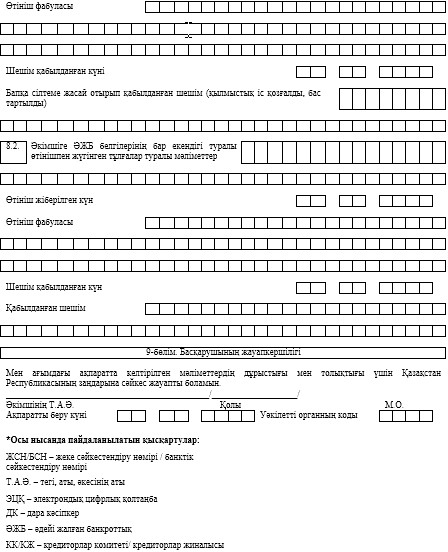 Өтініш фабуласы
Шешім қабылданған күні
Бапқа сілтеме жасай отырып қабылданған шешім (қылмыстық іс қозғалды, бас
тартылды)
8.2. Әкімшіге ӘЖБ белгілерінің бар екендігі туралы
өтінішпен жүгінген тұлғалар туралы мәліметтер
Өтініш жіберілген күн
Өтініш фабуласы
Шешім қабылданған күн
Қабылданған шешім
9-бөлім. Басқарушының жауапкершілігі
Мен ағымдағы ақпаратта келтірілген мәліметтердің дұрыстығы мен толықтығы үшін Қазақстан
Республикасының заңдарына сәйкес жауапты боламын.
/ /
Әкімшінің Т.А.Ә. Қолы М.О.
Ақпаратты беру күні Уәкілетті органның коды
*Осы нысанда пайдаланылатын қысқартулар:
ЖСН/БСН – жеке сәйкестендіру нөмірі / банктік
сәйкестендіру нөмірі
Т.А.Ә. – тегі, аты, әкесінің аты
ЭЦҚ – электрондық цифрлық қолтаңба
ДК – дара кәсіпкер
ӘЖБ – әдейі жалған банкроттық
КК/КЖ – кредиторлар комитеті/ кредиторлар жиналысы